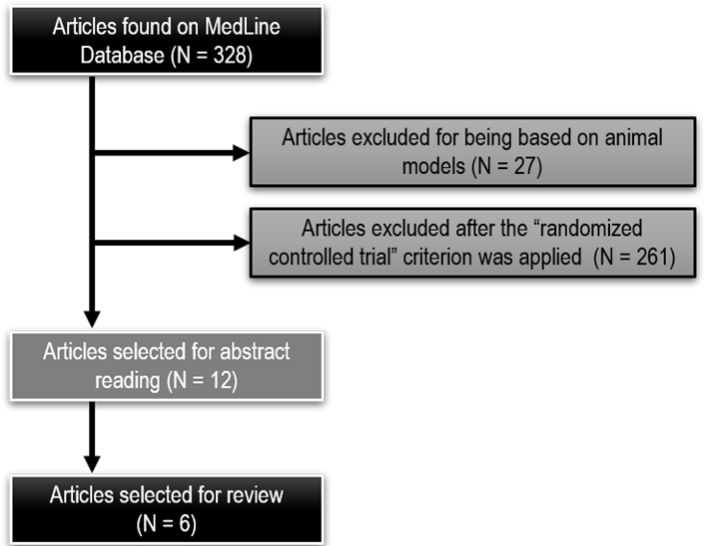 Articles found on MedLine
Database (N = 328)
Articles excluded for being based on animal
models (N = 27)
Articles excluded after the “randomized
controlled trial” criterion was applied (N = 261)
Articles selected for abstract
reading (N = 12)
Articles selected for review
(N = 6)